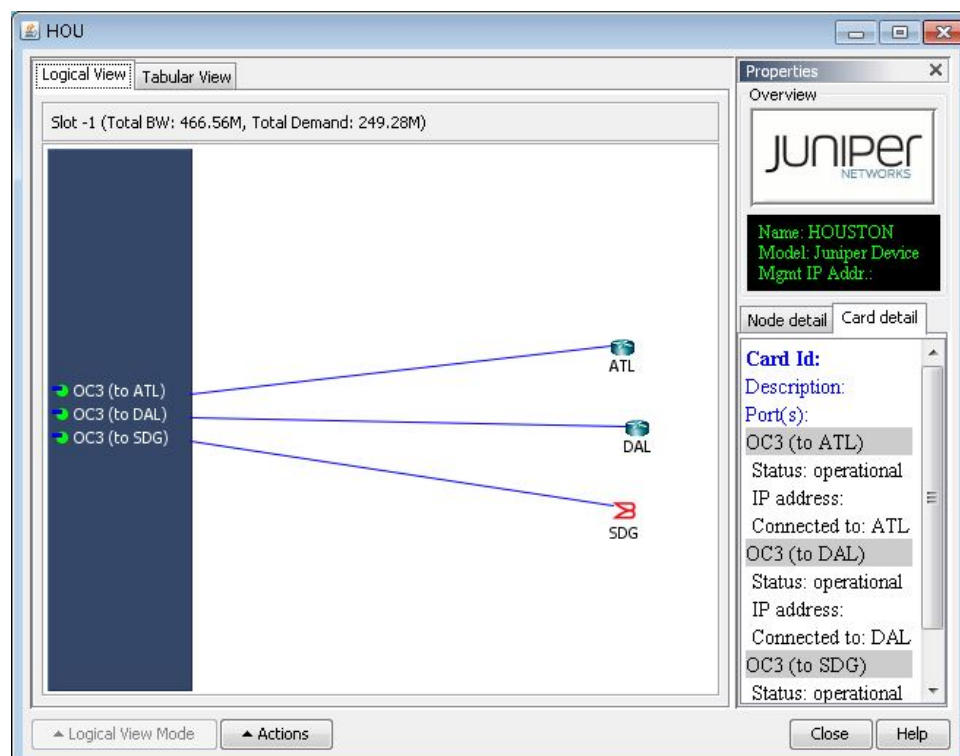 HOU
Logical View
Tabular View
Slot -1 (Total BW: 466.56M, Total Demand: 249.28M)
OC3 (to ATL)
OC3 (to DAL)
OC3 (to SDG)
ATL
DAL
SDG
Properties
Overview
JUNIPER
NETWORKS
Name: HOUSTON
Model: Juniper Device
Mgmt IP Addr.:
Node detail
Card detail
Card Id:
Description:
Port(s):
OC3 (to ATL)
Status: operational
IP address:
Connected to: ATL
OC3 (to DAL)
Status: operational
IP address:
Connected to: DAL
OC3 (to SDG)
Status: operational
Logical View Mode
Actions
Close
Help